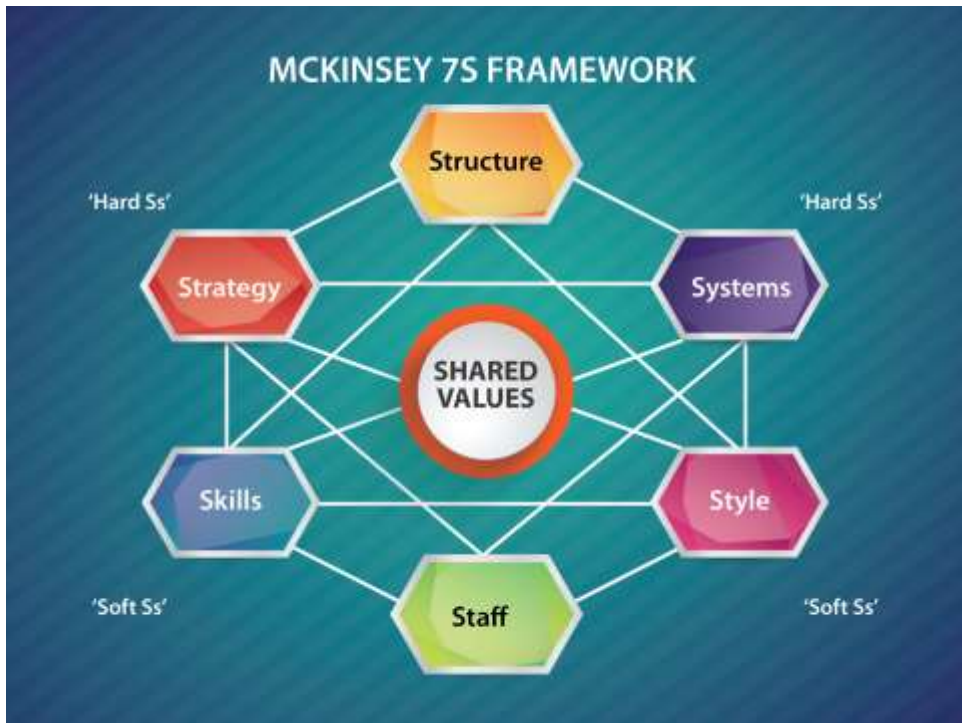 MCKINSEY 7S FRAMEWORK
Structure
‘Hard Ss’
‘Hard Ss’
Strategy
Systems
SHARED
VALUES
Skills
Style
‘Soft Ss’
‘Soft Ss’
Staff